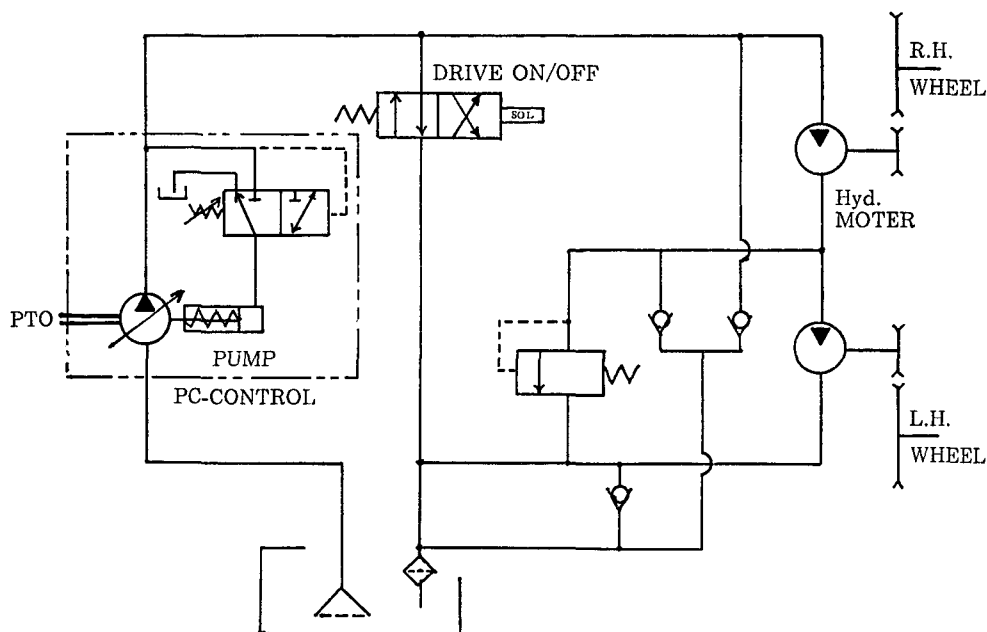 DRIVE ON/OFF
SOL
R.H.
WHEEL
Hyd.
MOTER
PTO
PUMP
PC-CONTROL
L.H.
WHEEL